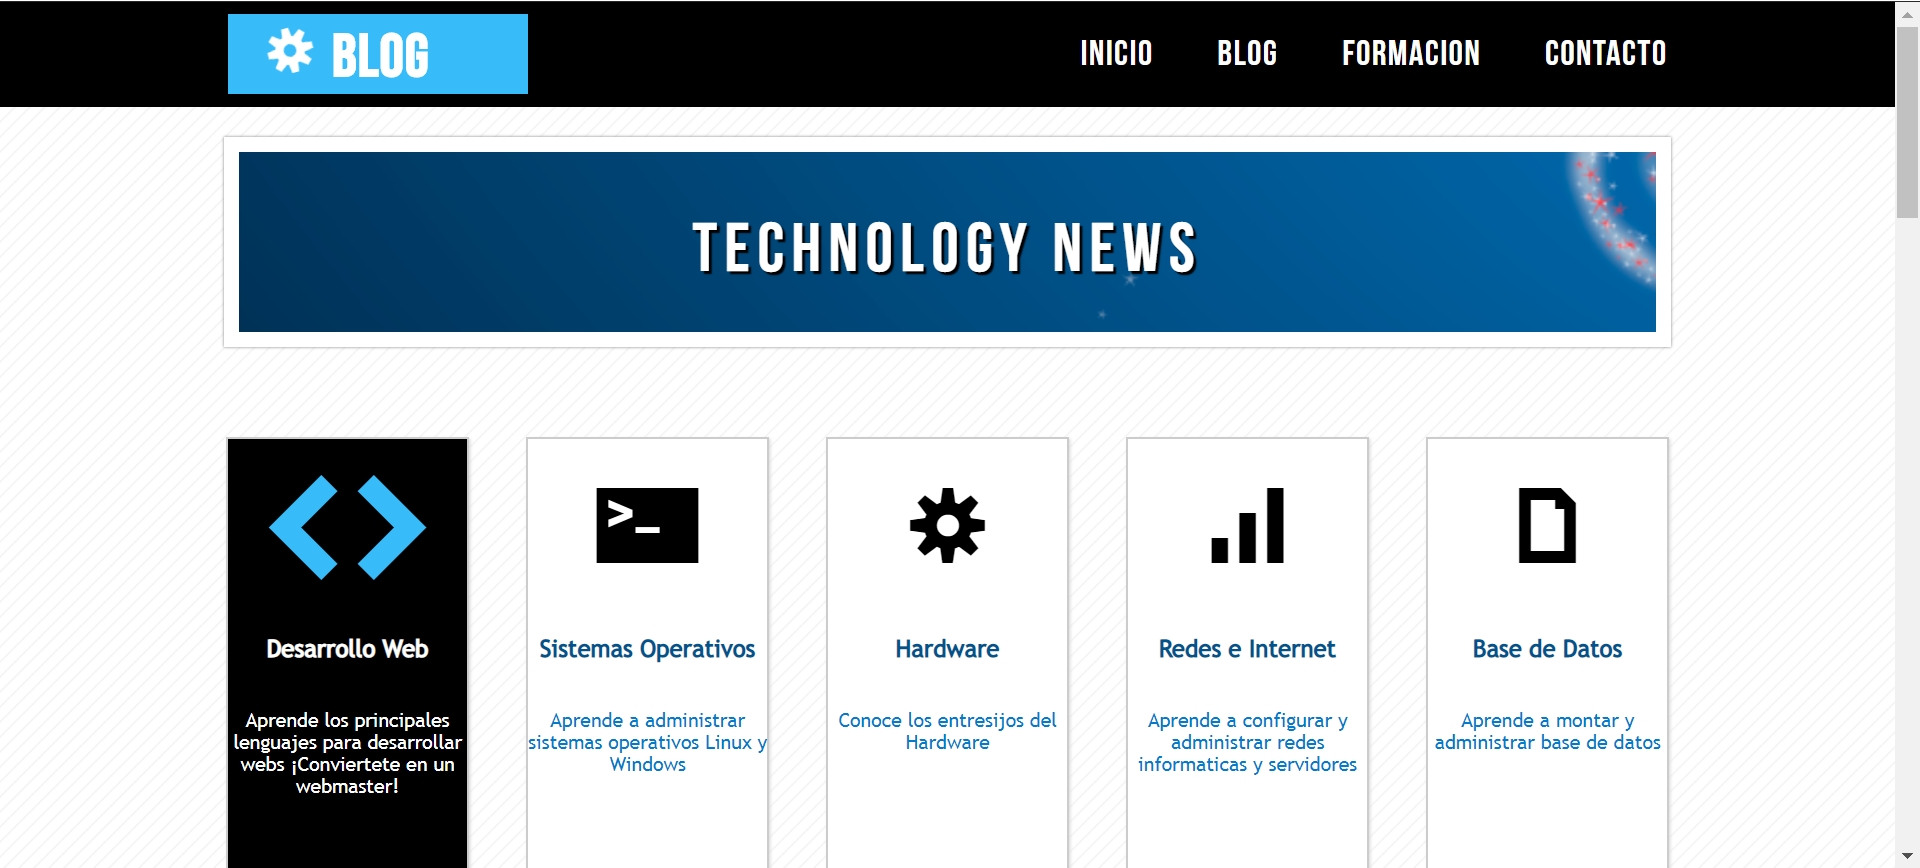 BLOG
INICIO BLOG FORMACION CONTACTO
TECHNOLOGY NEWS
>_
Desarrollo Web
Aprende los principales
lenguajes para desarrollar
webs ¡Conviertete en un
webmaster!
Sistemas Operativos
Aprende a administrar
sistemas operativos Linux y
Windows
Hardware
Conoce los entresijos del
Hardware
Redes e Internet
Aprende a configurar y
administrar redes
informaticas y servidores
Base de Datos
Aprende a montar y
administrar base de datos